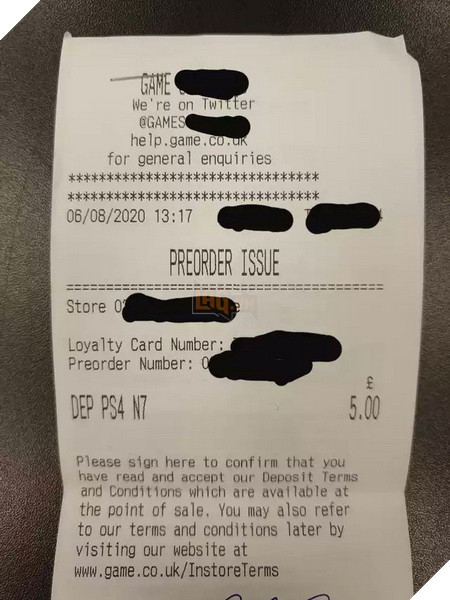 GAME
We're on Twitter
@GAMES
help.game.co.uk
for general enquiries
********************************
********************************
06/08/2020 13:17
PREORDER ISSUE
========================================
Store
Loyalty Card Number:
Preorder Number: 0
£
DEP PS4 N7 5.00
Please sign here to confirm that you
have read and accept our Deposit Terms
and Conditions which are available at
the point of sale. You may also refer
to our terms and conditions later by
visiting our website at
www.game.co.uk/InstoreTerms